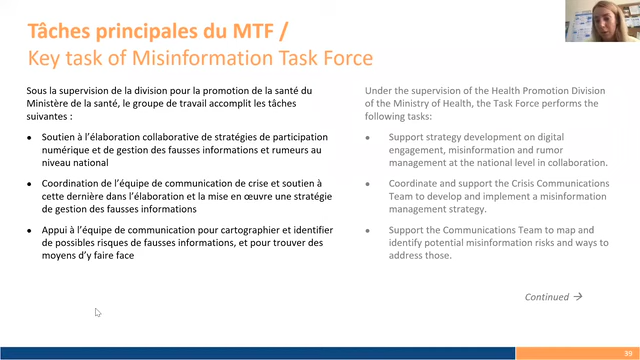 Tâches principales du MTF /
Key task of Misinformation Task Force
Sous la supervision de la division pour la promotion de la santé du
Ministère de la santé, le groupe de travail accomplit les tâches
suivantes :
● Soutien à l'élaboration collaborative de stratégies de participation
numérique et de gestion des fausses informations et rumeurs au
niveau national
● Coordination de l'équipe de communication de crise et soutien à
cette dernière dans l'élaboration et la mise en œuvre une stratégie
de gestion des fausses informations
● Appui à l'équipe de communication pour cartographier et identifier
de possibles risques de fausses informations, et pour trouver des
moyens d'y faire face
Under the supervision of the Health Promotion Division
of the Ministry of Health, the Task Force performs the
following tasks:
● Support strategy development on digital
engagement, misinformation and rumor
management at the national level in collaboration.
● Coordinate and support the Crisis Communications
Team to develop and implement a misinformation
management strategy.
● Support the Communications Team to map and
identify potential misinformation risks and ways to
address those.
Continued →
39